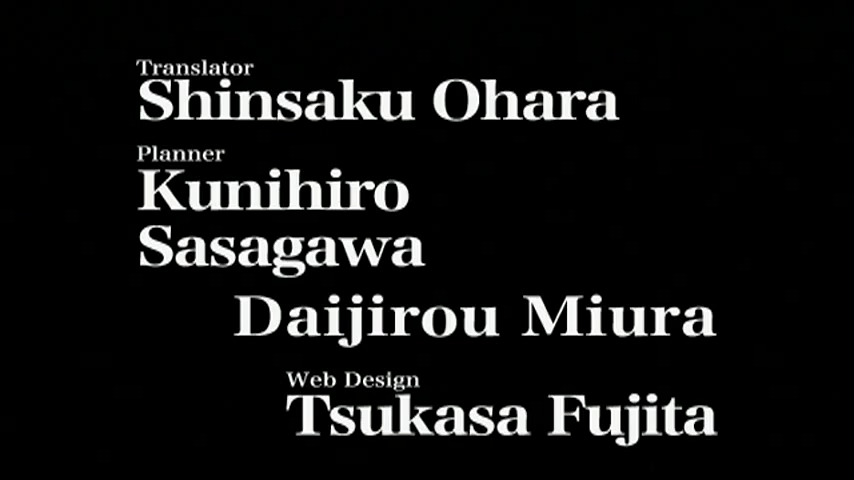 Translator
Shinsaku Ohara
Planner
Kunihiro
Sasagawa
Daijirou Miura
Web Design
Tsukasa Fujita